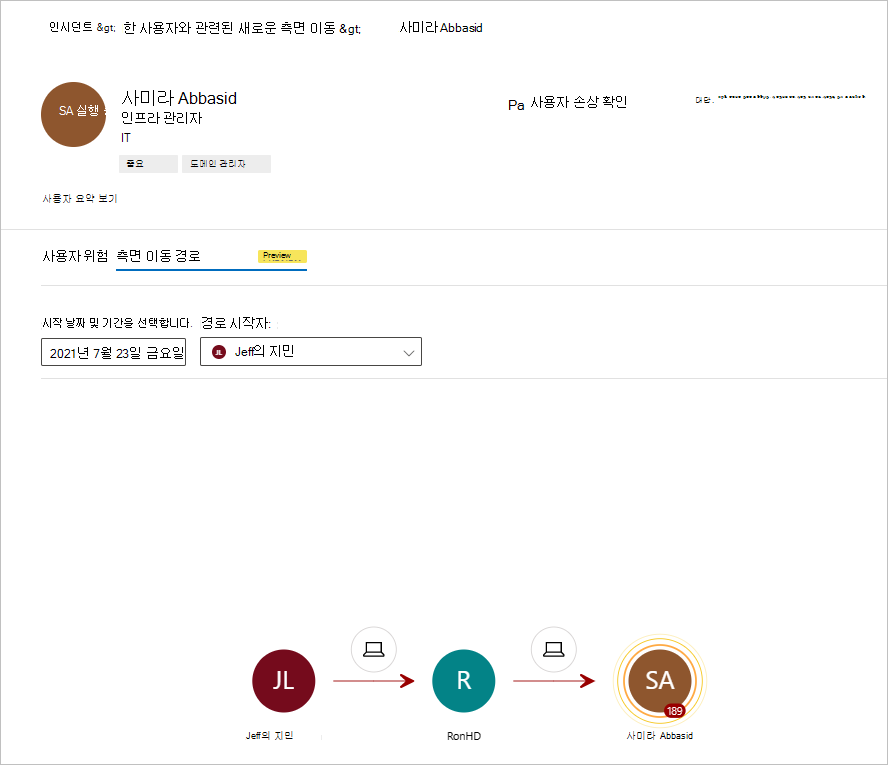 인시던트 &gt; 한 사용자와 관련된 새로운 측면 이동 &gt; 사미라 Abbasid
SA 실행
사미라 Abbasid
인프라 관리자
IT
Pa 사용자 손상 확인
대답.
중요 도메인 관리자
사용자 요약 보기
사용자 위험 측면 이동 경로 Preview
시작 날짜 및 기간을 선택합니다. 경로 시작자:
2021년 7월 23일 금요일 JL Jeff의 지민
JL R SA
189
Jeff의 지민 RonHD 사미라 Abbasid